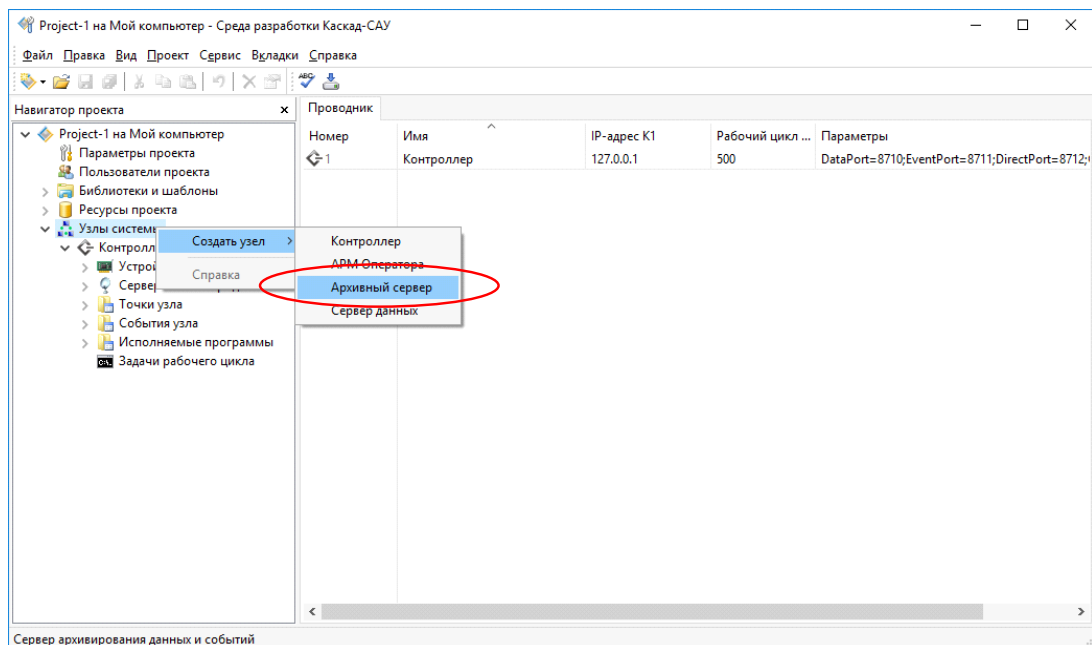 Project-1 на Мой компьютер - Среда разработки Каскад-САУ
Файл Правка Вид Проект Сервис Вкладки Справка
ABC
Навигатор проекта
Проводник
Project-1 на Мой компьютер
Параметры проекта
Пользователи проекта
Библиотеки и шаблоны
Ресурсы проекта
Узлы системы
Контролл
Устрой
Сервер
Точки узла
События узла
Исполняемые программы
Задачи рабочего цикла
Номер Имя IP-адрес К1 Рабочий цикл ... Параметры
1 Контроллер 127.0.0.1 500 DataPort=8710;EventPort=8711;DirectPort=8712;
Создать узел
Справка
Контроллер
АРМ Оператора
Архивный сервер
Сервер данных
Сервер архивирования данных и событий